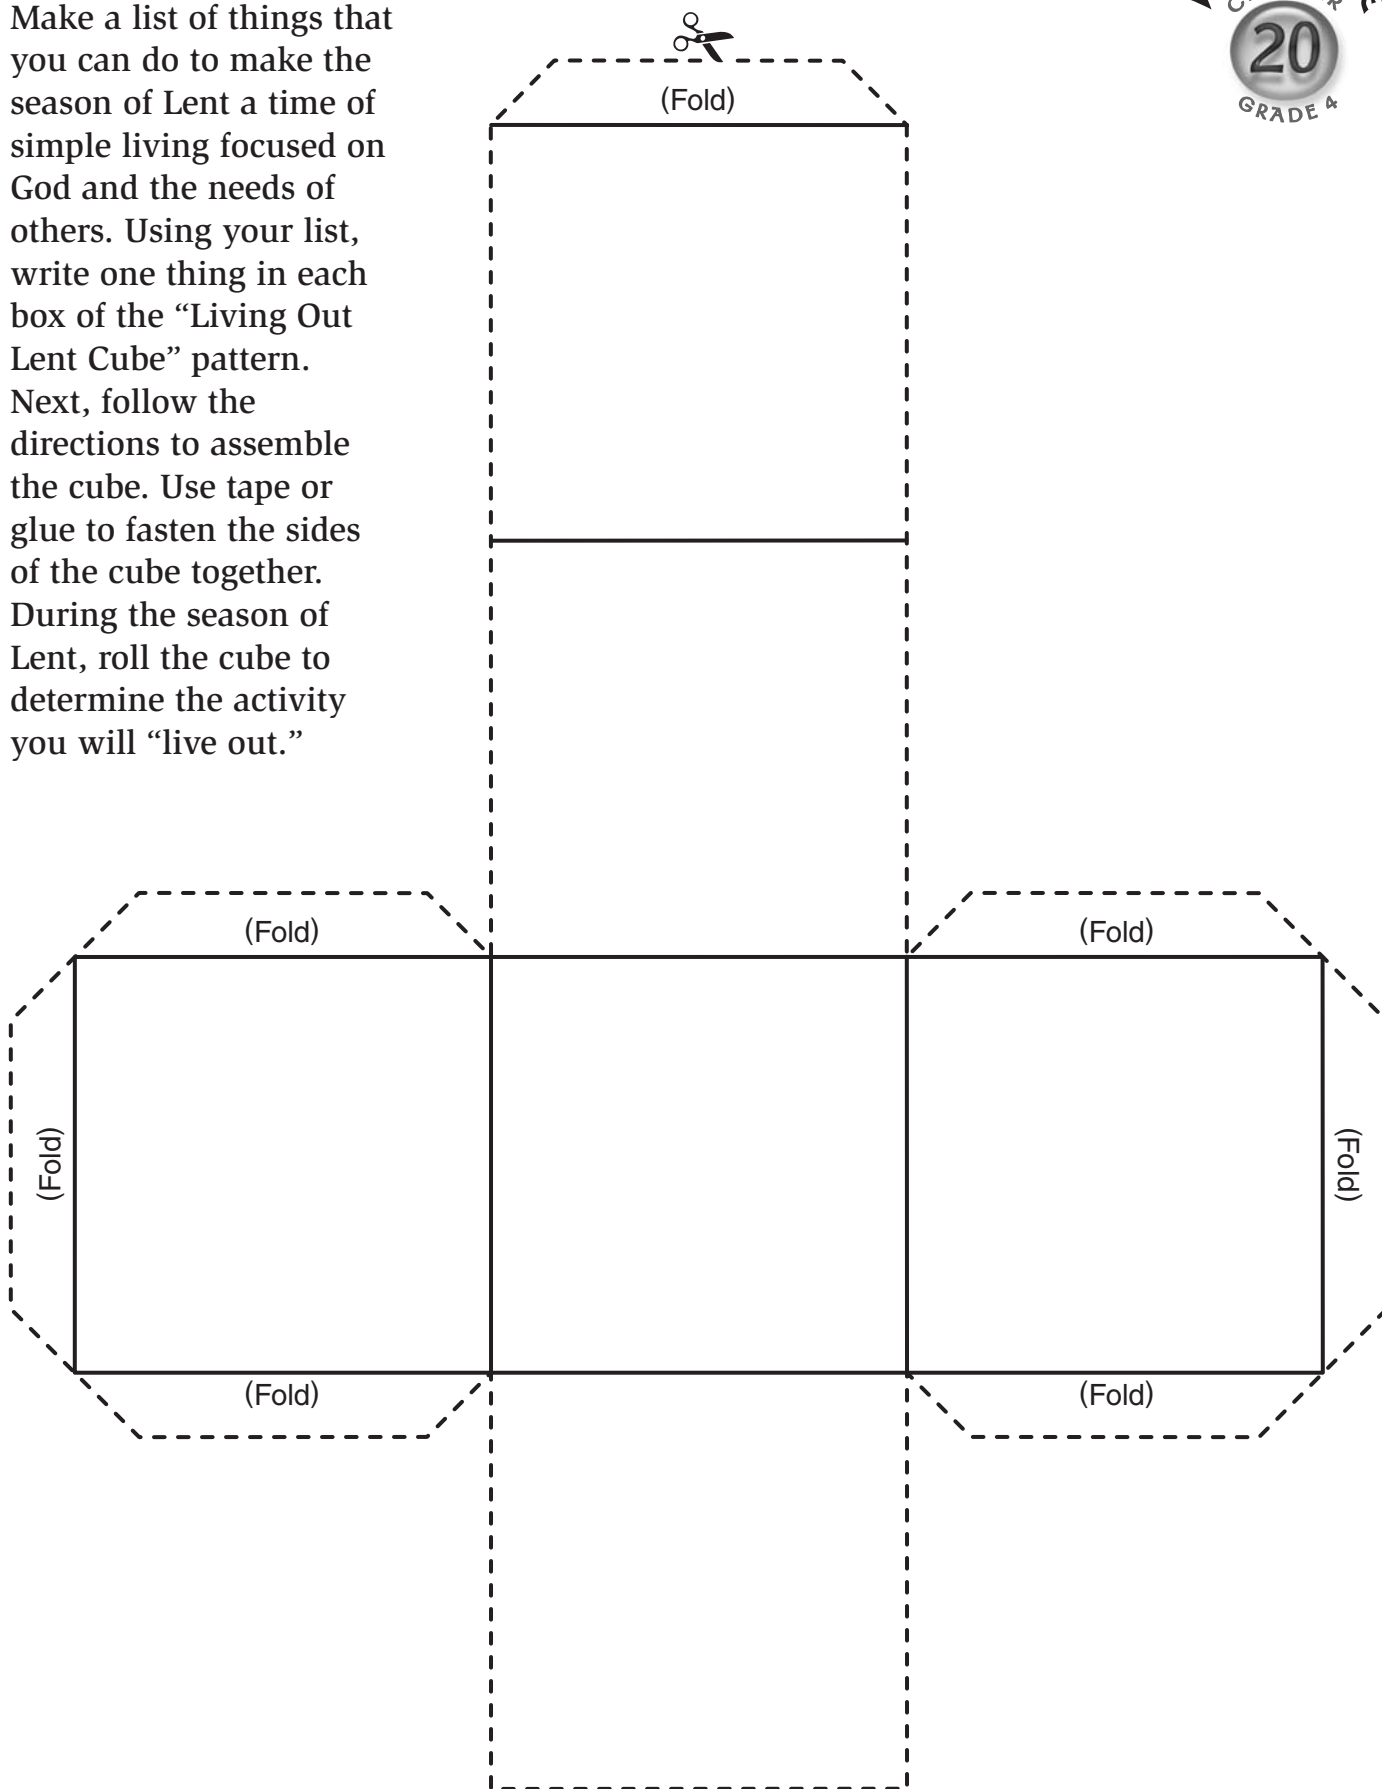 Make a list of things that
you can do to make the
season of Lent a time of
simple living focused on
God and the needs of
others. Using your list,
write one thing in each
box of the “Living Out
Lent Cube” pattern.
Next, follow the
directions to assemble
the cube. Use tape or
glue to fasten the sides
of the cube together.
During the season of
Lent, roll the cube to
determine the activity
you will “live out.”
20
GRADE 4
(Fold)
(Fold)
(Fold)
(Fold)
(Fold)
(Fold)
(Fold)